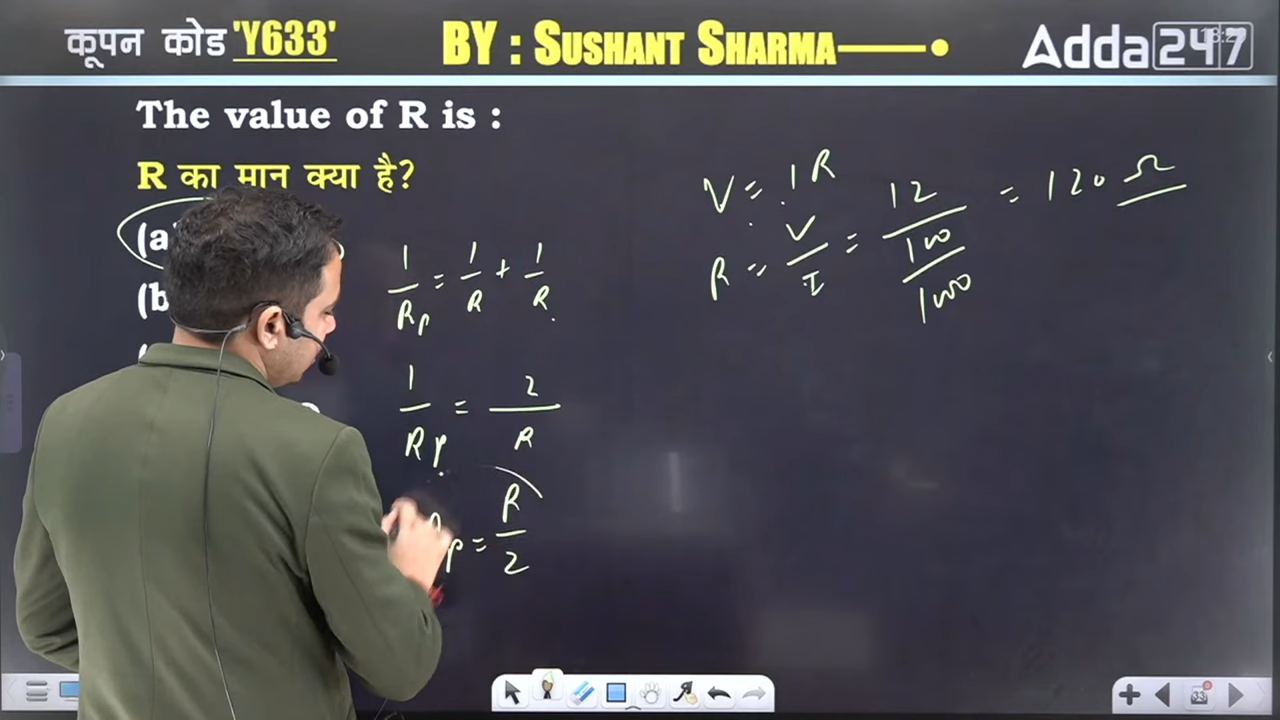 कूपन कोड 'Y633' BY : SUSHANT SHARMA Adda247
The value of R is :
R का मान क्या है?
(a)
(b
1/Rp = 1/R + 1/R
1/Rp = 2/R
Rp = R/2
V = IR
R = V/I = 12/(100/1000) = 120 Ω